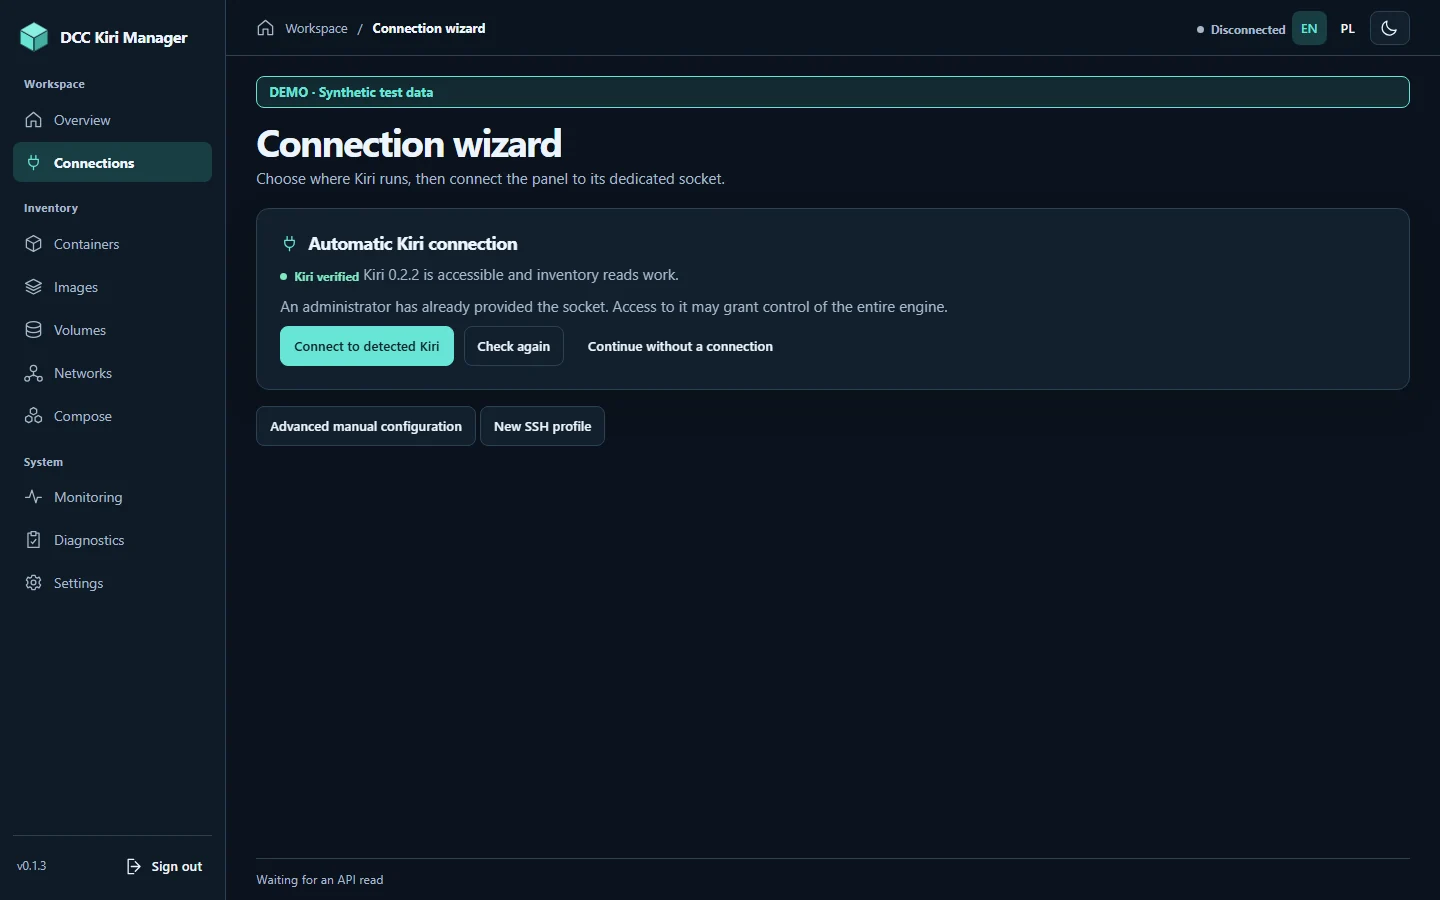 DCC Kiri Manager
Workspace
Overview
Connections
Inventory
Containers
Images
Volumes
Networks
Compose
System
Monitoring
Diagnostics
Settings
v0.1.3
Sign out
Workspace / Connection wizard
Disconnected
EN
PL
DEMO · Synthetic test data
Connection wizard
Choose where Kiri runs, then connect the panel to its dedicated socket.
Automatic Kiri connection
Kiri verified Kiri 0.2.2 is accessible and inventory reads work.
An administrator has already provided the socket. Access to it may grant control of the entire engine.
Connect to detected Kiri
Check again
Continue without a connection
Advanced manual configuration
New SSH profile
Waiting for an API read